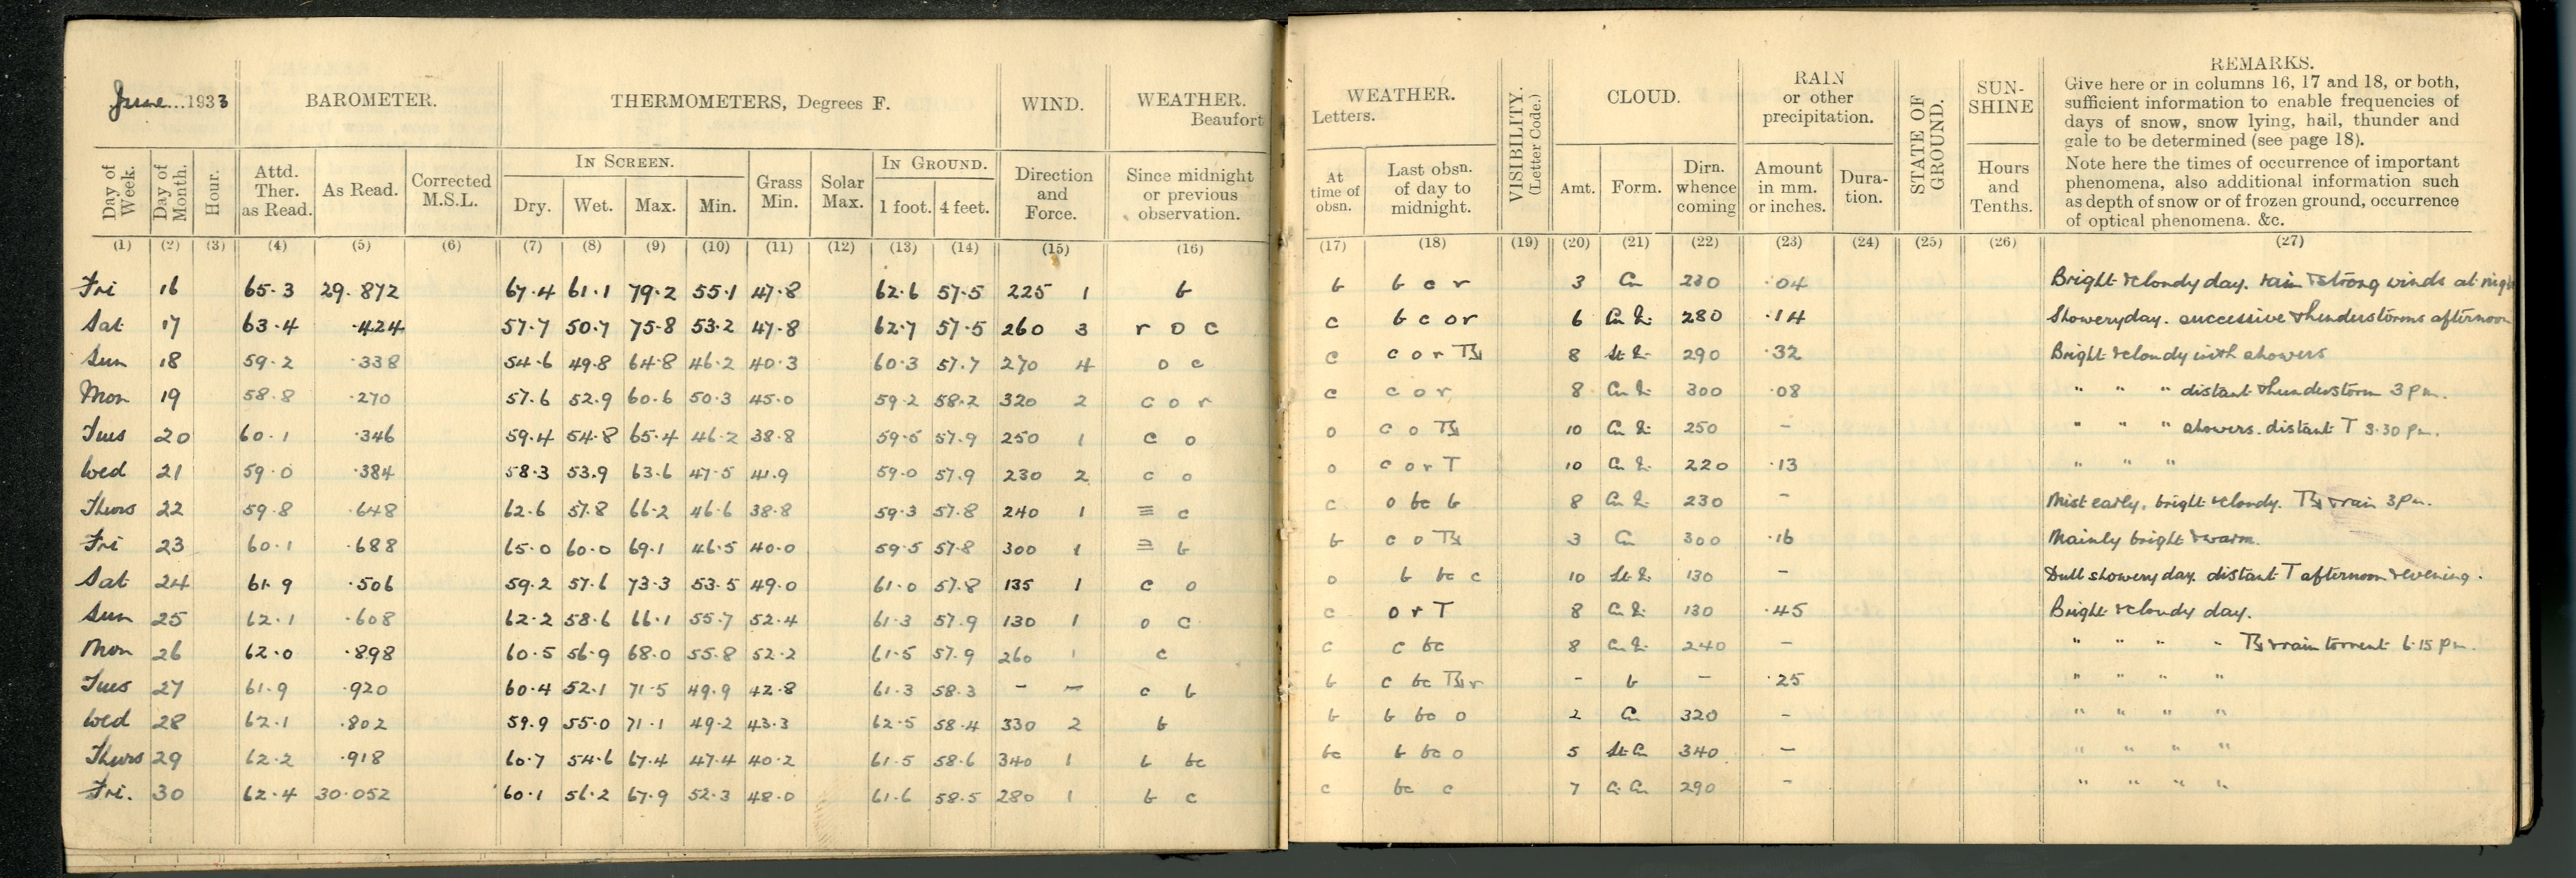 June 1933 BAROMETER. THERMOMETERS, Degrees F. WIND. WEATHER. Beaufort
Day of Week. Day of Month. Hour. Attd. Ther. as Read. As Read. Corrected M.S.L. IN SCREEN. Dry. Wet. Max. Min. Grass Min. Solar Max. IN GROUND. 1 foot. 4 feet. Direction and Force. Since midnight or previous observation.
(1) (2) (3) (4) (5) (6) (7) (8) (9) (10) (11) (12) (13) (14) (15) (16)
WEATHER. Letters. VISIBILITY. (Letter Code.) CLOUD. RAIN or other precipitation. STATE OF GROUND. SUN-SHINE
REMARKS.
Give here or in columns 16, 17 and 18, or both,
sufficient information to enable frequencies of
days of snow, snow lying, hail, thunder and
gale to be determined (see page 18).
Note here the times of occurrence of important
phenomena, also additional information such
as depth of snow or of frozen ground, occurrence
of optical phenomena. &c.
At time of obsn. Last obsn. of day to midnight. Amt. Form. Dirn. whence coming Amount in mm. or inches. Dura-tion. Hours and Tenths.
(17) (18) (19) (20) (21) (22) (23) (24) (25) (26) (27)
Fri 16 65.3 29.872 67.4 61.1 79.2 55.1 47.8 62.6 57.5 225 1 b b b c r 3 Cu 230 .04 Bright & cloudy day. rain & strong winds at night
Sat 17 63.4 .424 57.7 50.7 75.8 53.2 47.8 62.7 57.5 260 3 r o c c b c o r 6 Cu 280 .14 Showery day. successive thunderstorms afternoon
Sun 18 59.2 .338 54.6 49.8 64.8 46.2 40.3 60.3 57.7 270 4 o c c c o r 8 St 290 .32 Bright & cloudy with showers
Mon 19 58.8 .270 57.6 52.9 60.6 50.3 45.0 59.2 58.2 320 2 c o r c c o r 8 Cu 300 .08 " " " distant thunderstorm 3 pm.
Tues 20 60.1 .346 59.4 54.8 65.4 46.2 38.8 59.5 57.9 250 1 c o o c o 10 Cu 250 - " " " showers. distant T 3.30 pm.
Wed 21 59.0 .384 58.3 53.9 63.6 47.5 41.9 59.0 57.9 230 2 c o o c o r T 10 Cu 220 .13 " " "
Thurs 22 59.8 .648 62.6 57.8 66.2 46.6 38.8 59.3 57.8 240 1 ≡ c c o bc b 8 Cu 230 - Mist early, bright & cloudy. & rain 3 pm.
Fri 23 60.1 .688 65.0 60.0 69.1 46.5 40.0 59.5 57.8 300 1 ≡ b b c o 3 Cu 300 .16 Mainly bright & warm.
Sat 24 61.9 .506 59.2 57.6 73.3 53.5 49.0 61.0 57.8 135 1 c o o b bc c 10 St 130 - Dull showery day. distant T afternoon & evening.
Sun 25 62.1 .608 62.2 58.6 66.1 55.7 52.4 61.3 57.9 130 1 o c c o r T 8 Cu 130 .45 Bright & cloudy day.
Mon 26 62.0 .898 60.5 56.9 68.0 55.8 52.2 61.5 57.9 260 1 c c c bc 8 Cu 240 - " " " " & rain torrent 6.15 pm.
Tues 27 61.9 .920 60.4 52.1 71.5 49.9 42.8 61.3 58.3 - - c b b c bc r - b - .25 " " " "
Wed 28 62.1 .802 59.9 55.0 71.1 49.2 43.3 62.5 58.4 330 2 b b b bc o 2 Cu 320 - " " " "
Thurs 29 62.2 .918 60.7 54.6 67.4 47.4 40.2 61.5 58.6 340 1 b bc bc b bc o 5 St Cu 340 - " " " "
Fri. 30 62.4 30.052 60.1 56.2 67.9 52.3 48.0 61.6 58.5 280 1 b c c bc c 7 Cu 290 - " " " "